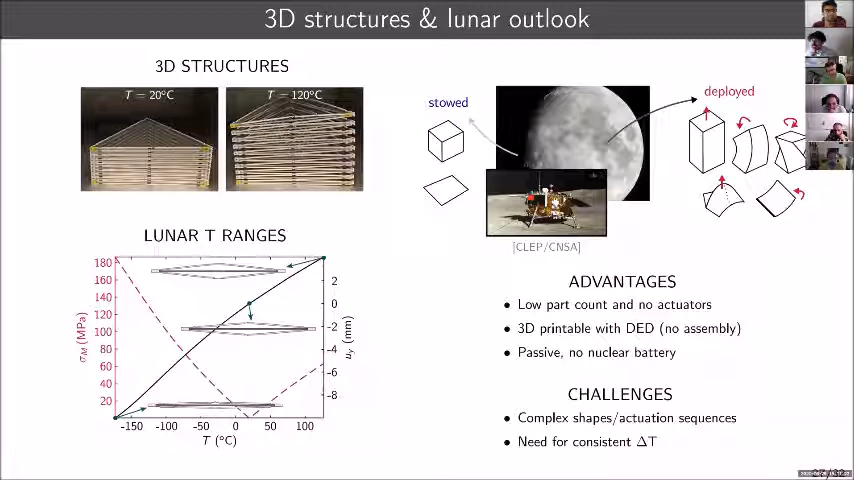 3D structures & lunar outlook
3D STRUCTURES
T = 20°C
T = 120°C
stowed
deployed
[CLEP/CNSA]
LUNAR T RANGES
180
160
140
120
100
80
60
40
20
σM (MPa)
2
0
-2
-4
-6
-8
uy (mm)
-150 -100 -50 0 50 100
T (°C)
ADVANTAGES
• Low part count and no actuators
• 3D printable with DED (no assembly)
• Passive, no nuclear battery
CHALLENGES
• Complex shapes/actuation sequences
• Need for consistent ΔT